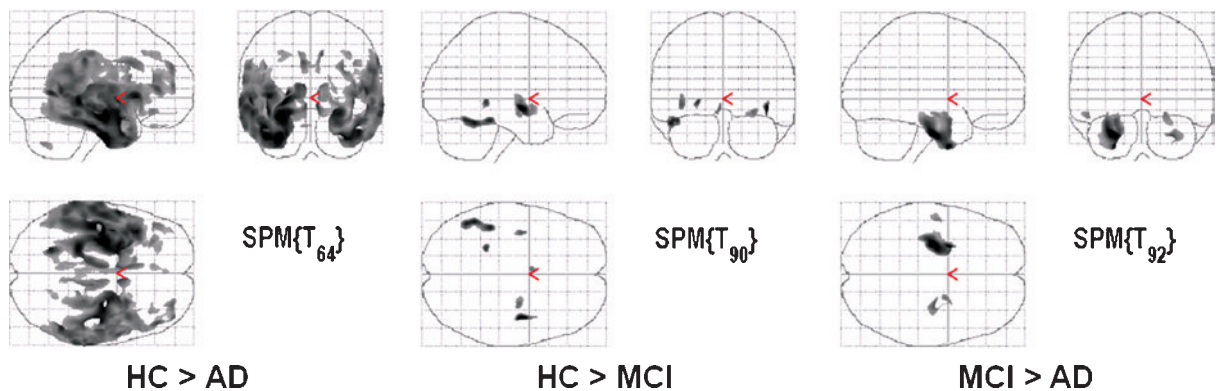 SPM{T64}
SPM{T90}
SPM{T92}
HC > AD
HC > MCI
MCI > AD